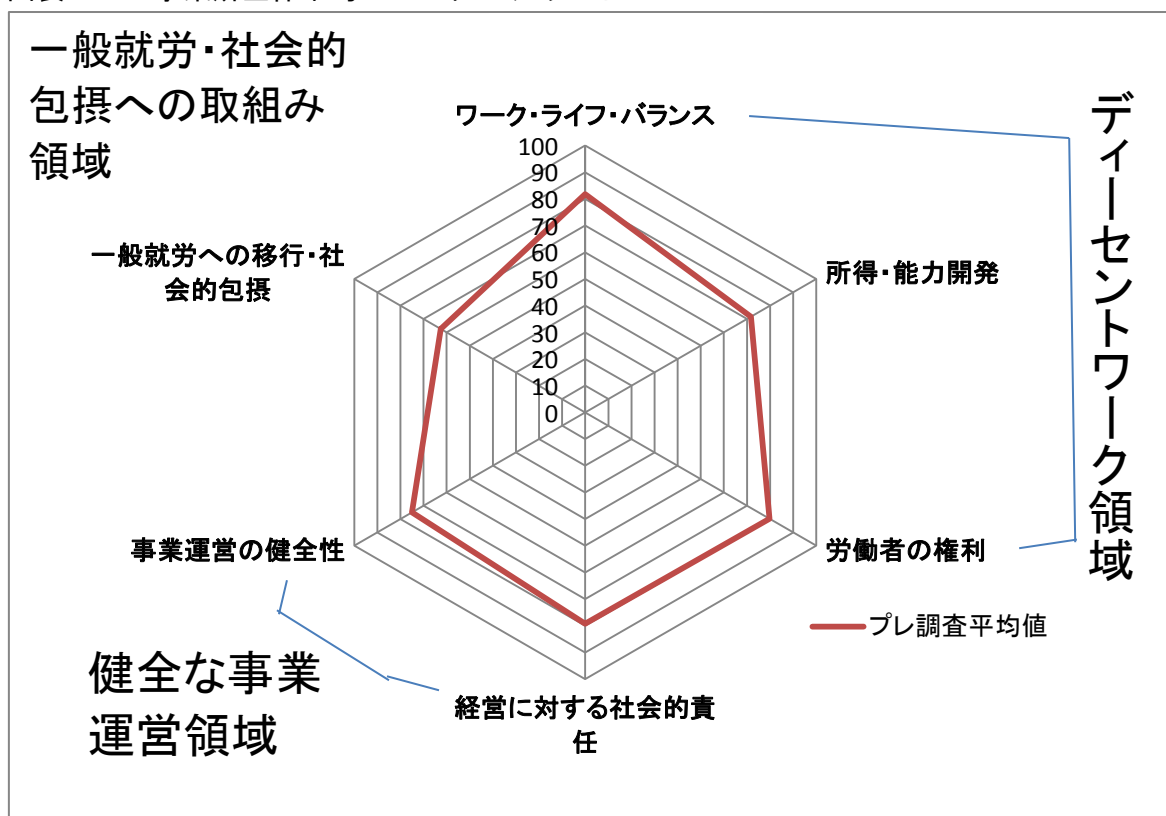 一般就労・社会的
包摂への取組み
領域
ワーク・ライフ・バランス
100
90
80
70
60
50
40
30
20
10
0
所得・能力開発
労働者の権利
経営に対する社会的責
任
事業運営の健全性
一般就労への移行・社
会的包摂
ディーセントワーク領域
プレ調査平均値
健全な事業
運営領域